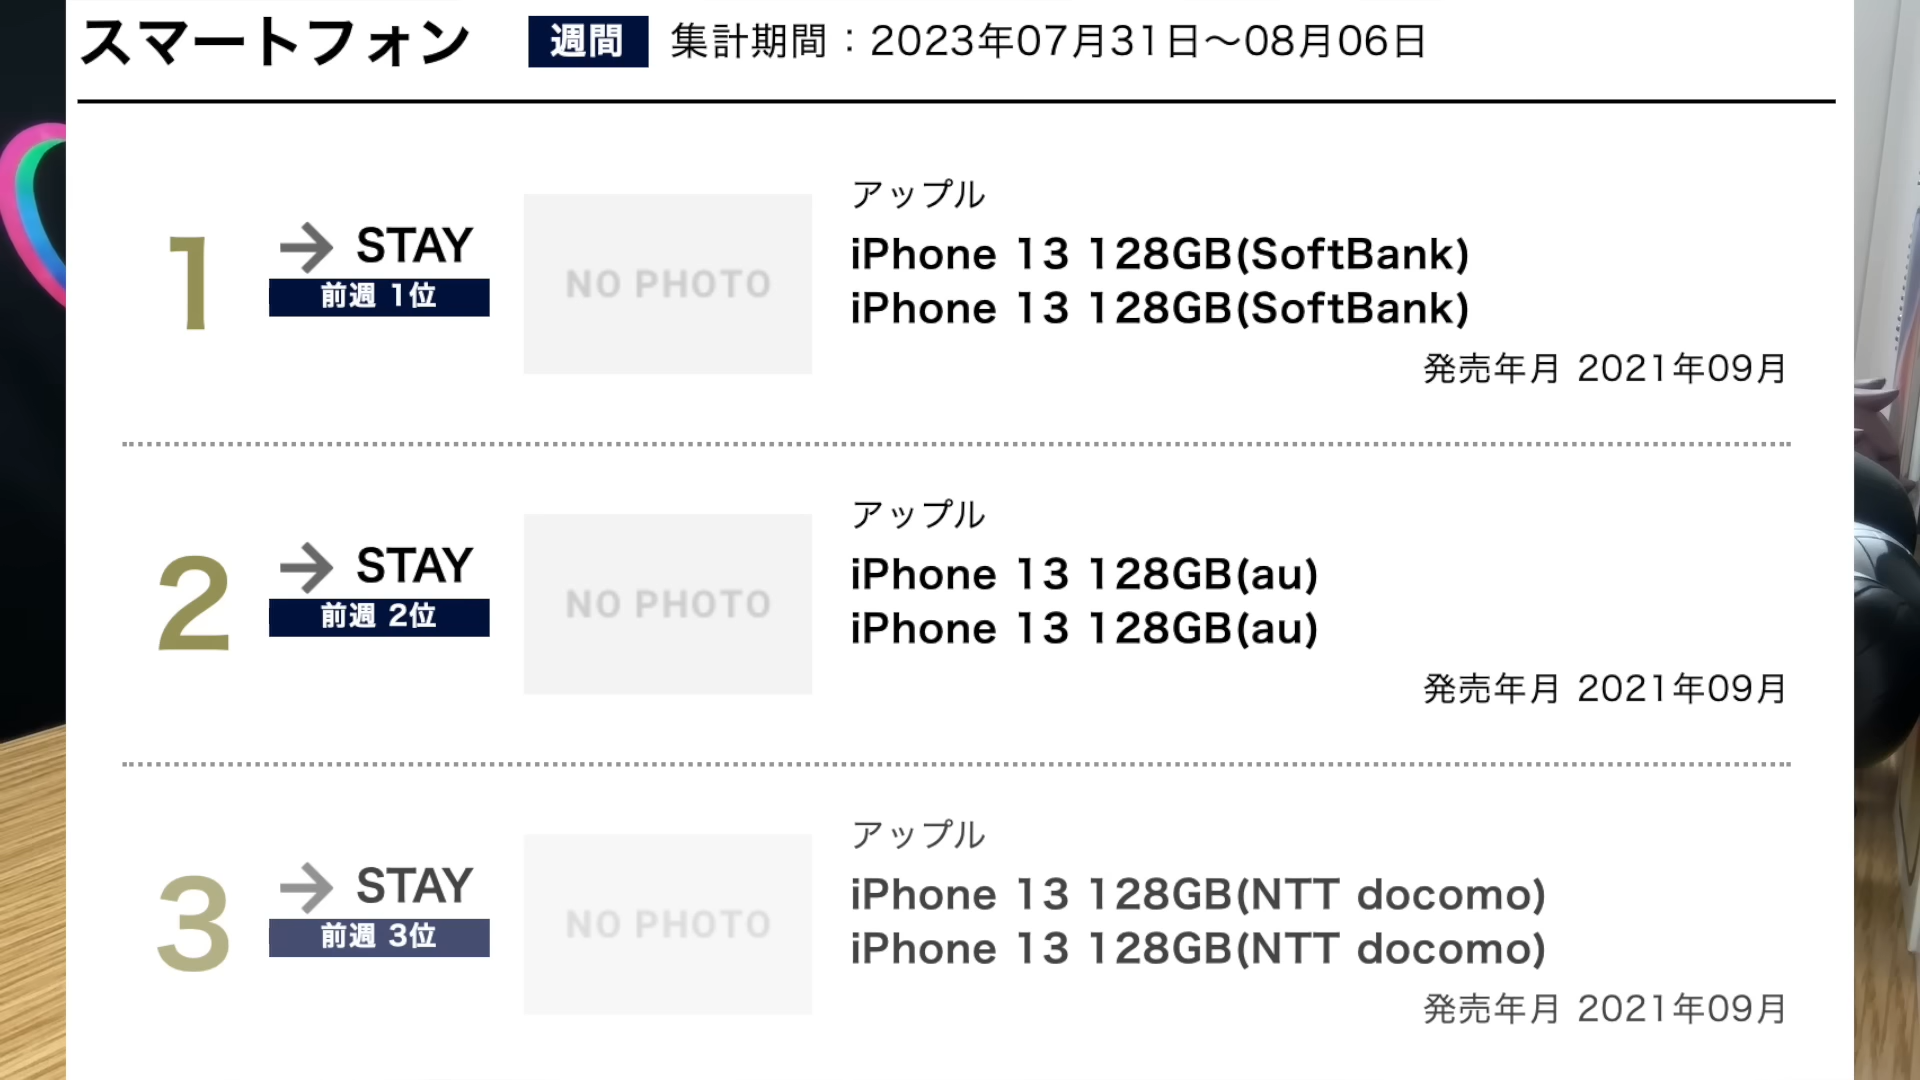 スマートフォン 週間 集計期間：2023年07月31日～08月06日
1
→ STAY
前週 1位
NO PHOTO
アップル
iPhone 13 128GB(SoftBank)
iPhone 13 128GB(SoftBank)
発売年月 2021年09月
2
→ STAY
前週 2位
NO PHOTO
アップル
iPhone 13 128GB(au)
iPhone 13 128GB(au)
発売年月 2021年09月
3
→ STAY
前週 3位
NO PHOTO
アップル
iPhone 13 128GB(NTT docomo)
iPhone 13 128GB(NTT docomo)
発売年月 2021年09月